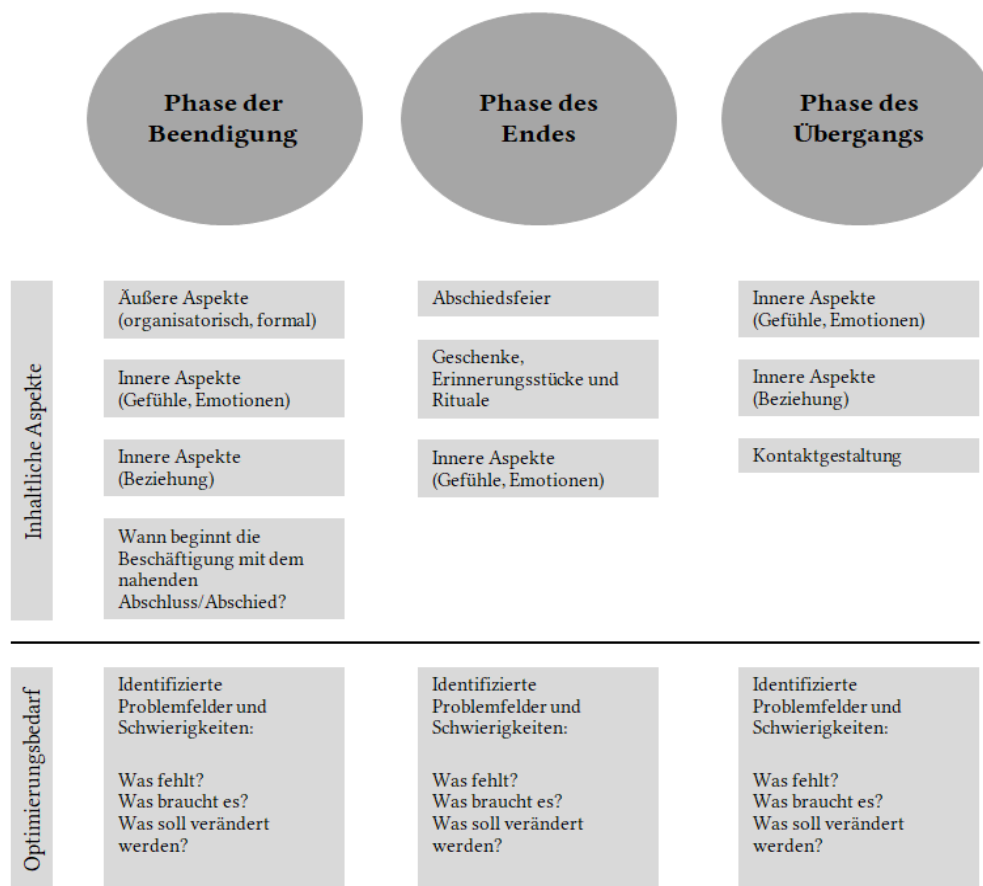 Phase der
Beendigung
Phase des
Endes
Phase des
Übergangs
Inhaltliche Aspekte
Äußere Aspekte
(organisatorisch, formal)
Innere Aspekte
(Gefühle, Emotionen)
Innere Aspekte
(Beziehung)
Wann beginnt die
Beschäftigung mit dem
nahenden
Abschluss/Abschied?
Abschiedsfeier
Geschenke,
Erinnerungsstücke und
Rituale
Innere Aspekte
(Gefühle, Emotionen)
Innere Aspekte
(Gefühle, Emotionen)
Innere Aspekte
(Beziehung)
Kontaktgestaltung
Optimierungsbedarf
Identifizierte
Problemfelder und
Schwierigkeiten:
Was fehlt?
Was braucht es?
Was soll verändert
werden?
Identifizierte
Problemfelder und
Schwierigkeiten:
Was fehlt?
Was braucht es?
Was soll verändert
werden?
Identifizierte
Problemfelder und
Schwierigkeiten:
Was fehlt?
Was braucht es?
Was soll verändert
werden?